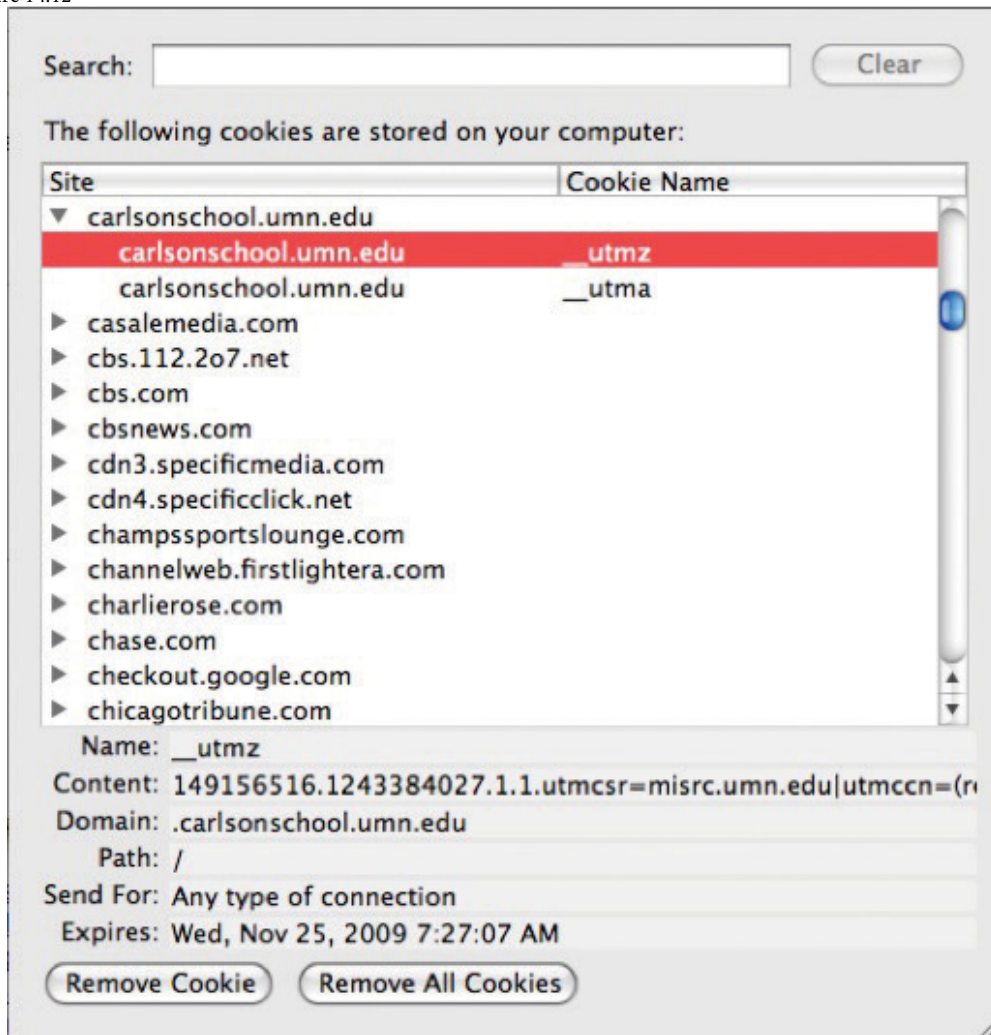 Search: Clear
The following cookies are stored on your computer:
Site Cookie Name
carlsonschool.umn.edu
carlsonschool.umn.edu __utmz
carlsonschool.umn.edu __utma
casalemedia.com
cbs.112.2o7.net
cbs.com
cbsnews.com
cdn3.specificmedia.com
cdn4.specificclick.net
champssportslounge.com
channelweb.firstlightera.com
charlierose.com
chase.com
checkout.google.com
chicagotribune.com
Name: __utmz
Content: 149156516.1243384027.1.1.utmcsr=misrc.umn.edu|utmccn=(re
Domain: .carlsonschool.umn.edu
Path: /
Send For: Any type of connection
Expires: Wed, Nov 25, 2009 7:27:07 AM
Remove Cookie Remove All Cookies